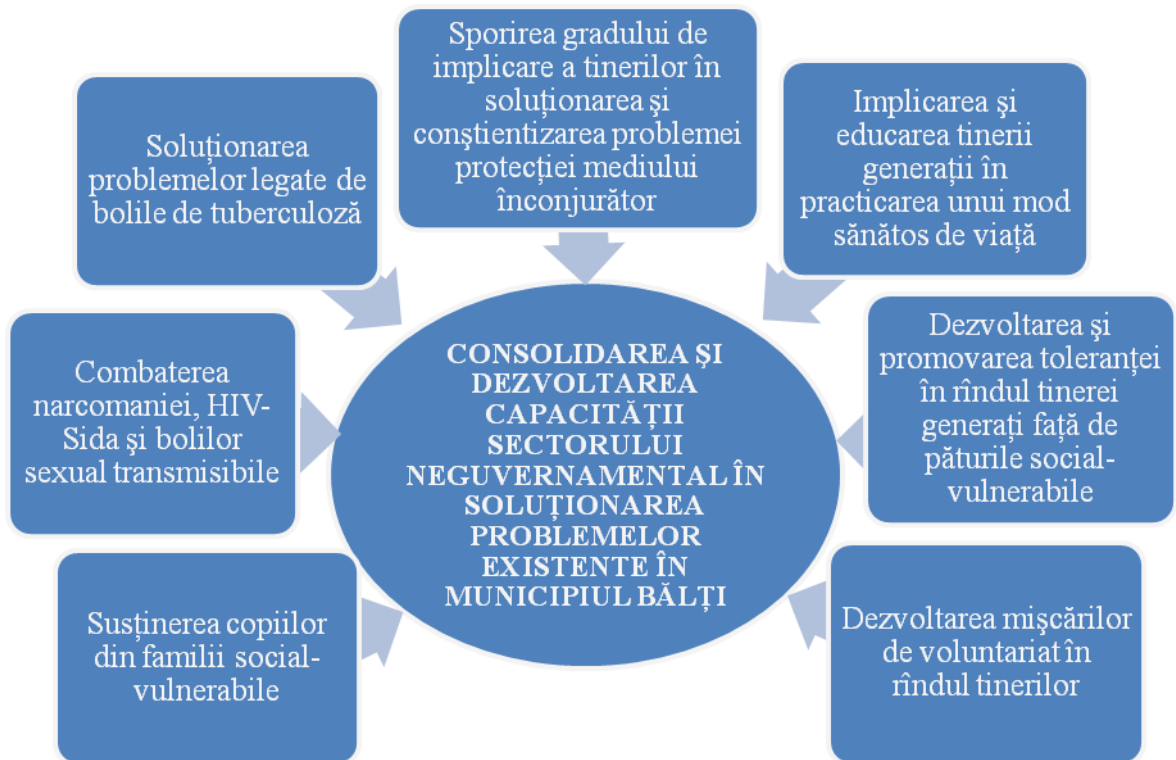 Sporirea gradului de
implicare a tinerilor în
soluționarea şi
conştientizarea problemei
protecției mediului
înconjurător
Soluționarea
problemelor legate de
bolile de tuberculoză
Implicarea şi
educarea tinerii
generații în
practicarea unui mod
sănătos de viață
Combaterea
narcomaniei, HIV-
Sida şi bolilor
sexual transmisibile
CONSOLIDAREA ŞI
DEZVOLTAREA
CAPACITĂȚII
SECTORULUI
NEGUVERNAMENTAL ÎN
SOLUȚIONAREA
PROBLEMELOR
EXISTENTE ÎN
MUNICIPIUL BĂLȚI
Dezvoltarea şi
promovarea toleranței
în rîndul tinerei
generați față de
păturile social-
vulnerabile
Susținerea copiilor
din familii social-
vulnerabile
Dezvoltarea mişcărilor
de voluntariat în
rîndul tinerilor